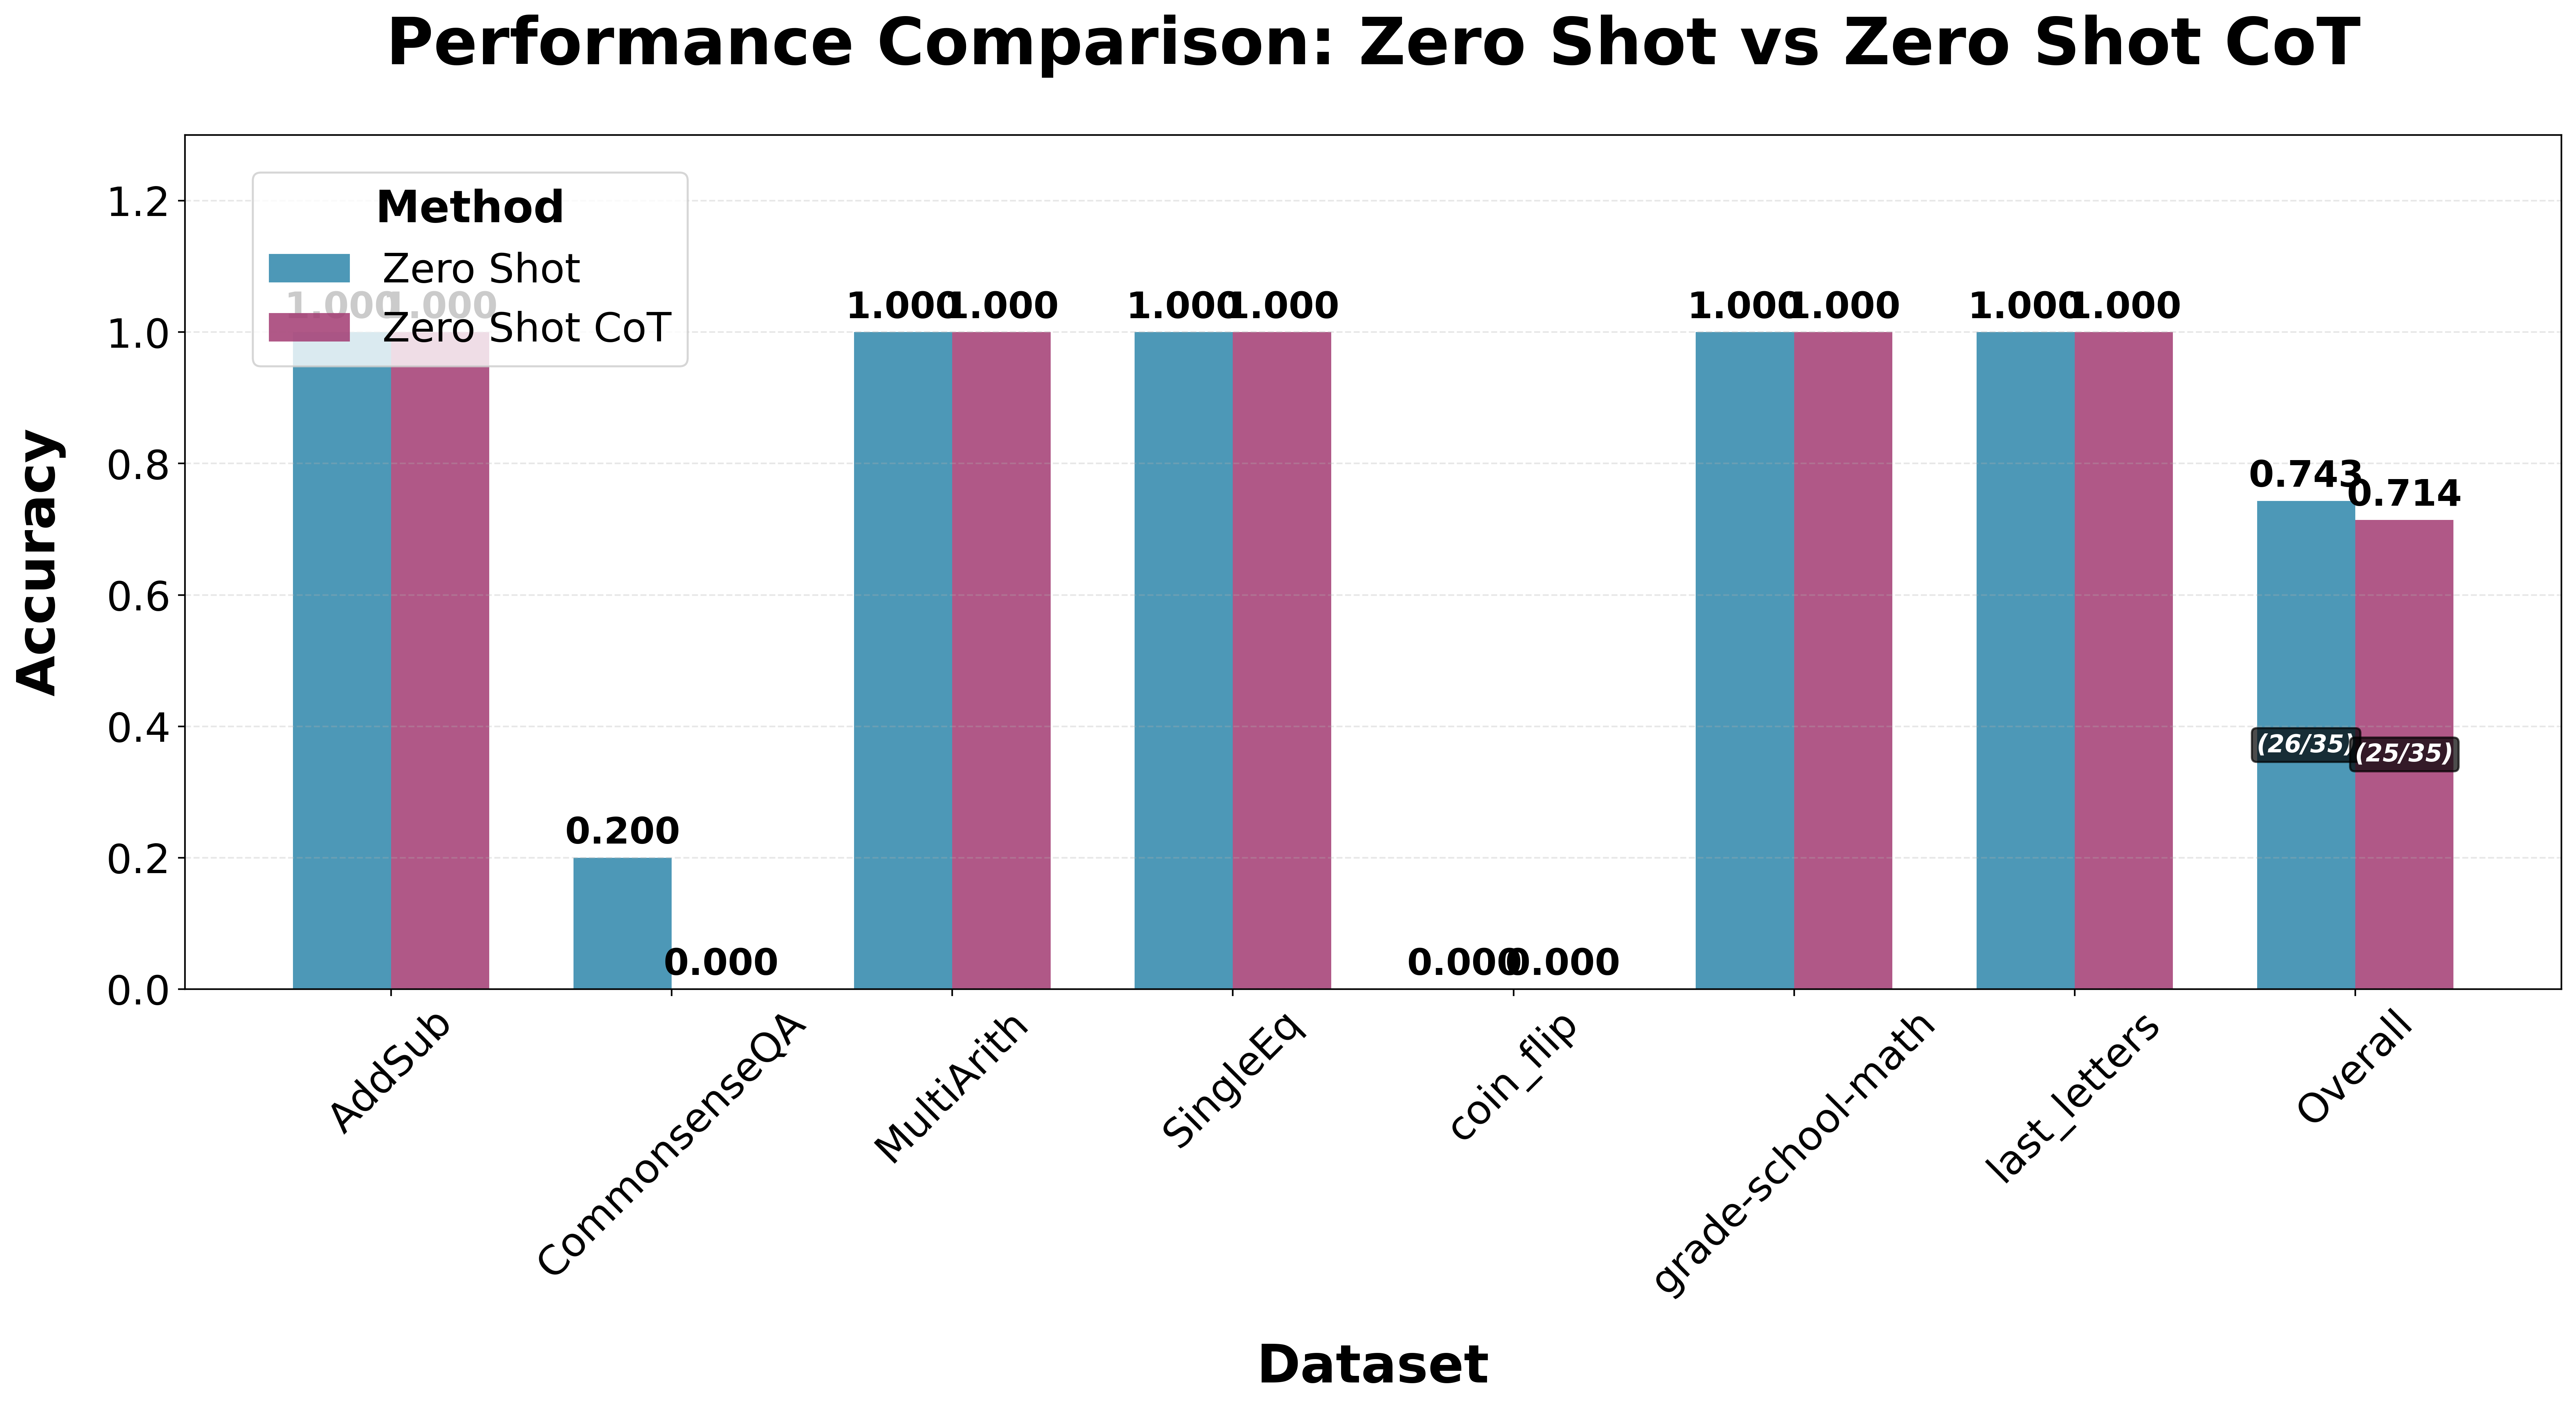 Performance Comparison: Zero Shot vs Zero Shot CoT
Accuracy
1.2
1.0
0.8
0.6
0.4
0.2
0.0
Method
Zero Shot
Zero Shot CoT
1.000 1.000
0.200 0.000
1.000 1.000
1.000 1.000
0.000 0.000
1.000 1.000
1.000 1.000
0.743 0.714
(26/35) (25/35)
AddSub
CommonsenseQA
MultiArith
SingleEq
coin_flip
grade-school-math
last_letters
Overall
Dataset